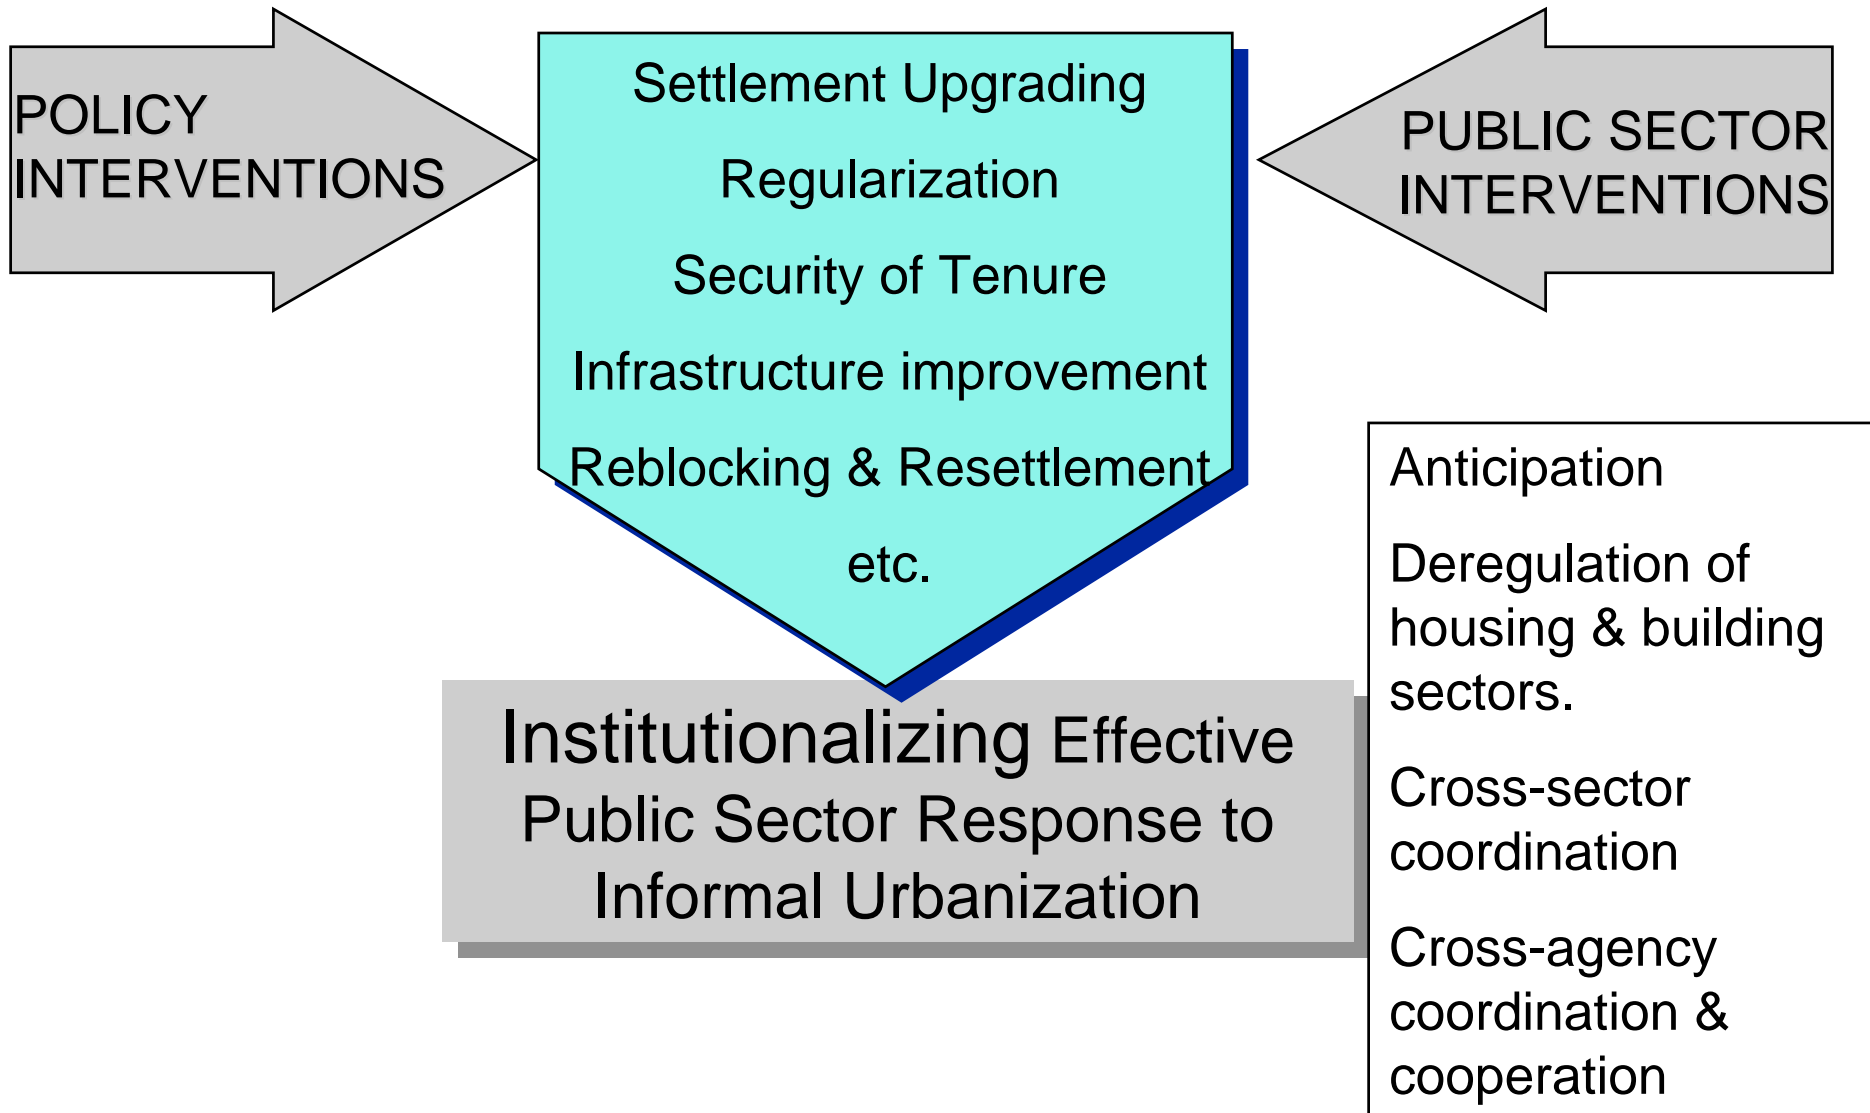 POLICY
INTERVENTIONS
Settlement Upgrading
Regularization
Security of Tenure
Infrastructure improvement
Reblocking & Resettlement
etc.
PUBLIC SECTOR
INTERVENTIONS
Institutionalizing Effective
Public Sector Response to
Informal Urbanization
Anticipation
Deregulation of
housing & building
sectors.
Cross-sector
coordination
Cross-agency
coordination &
cooperation